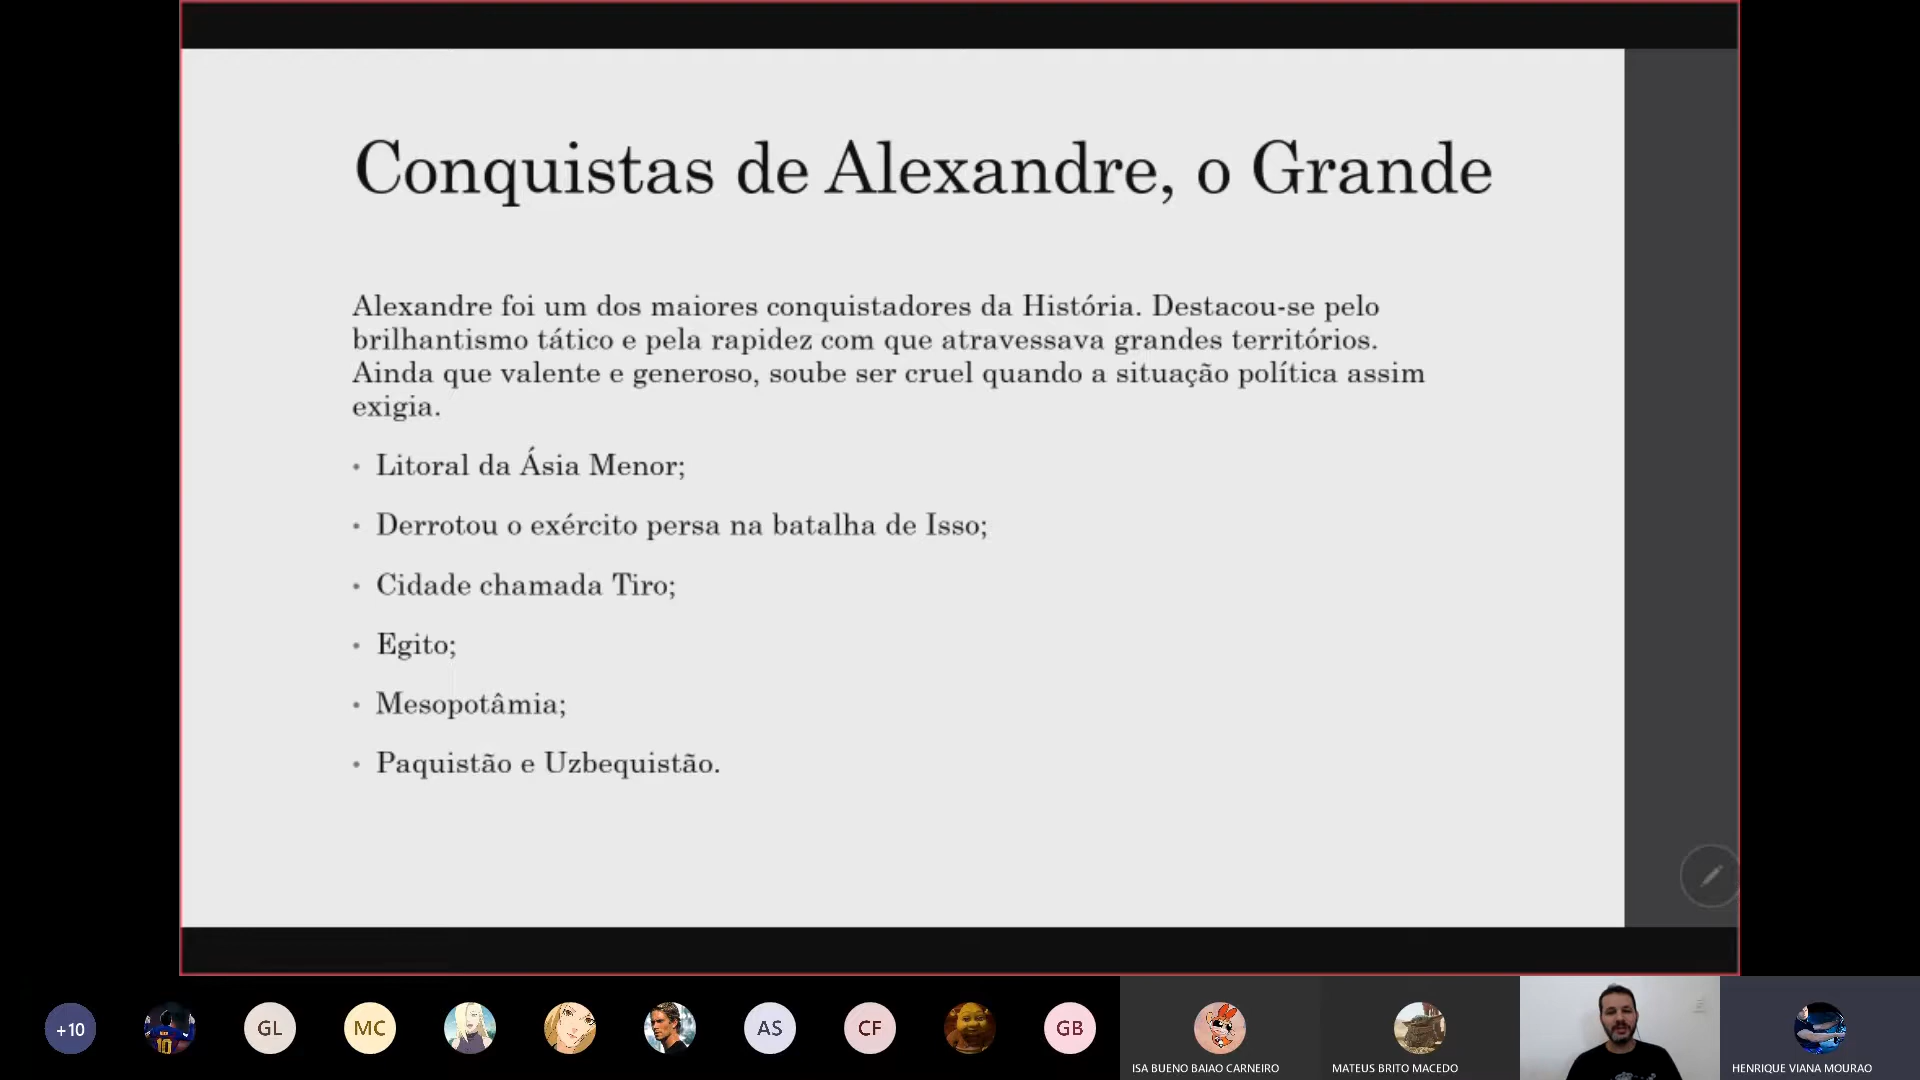 Conquistas de Alexandre, o Grande
Alexandre foi um dos maiores conquistadores da História. Destacou-se pelo
brilhantismo tático e pela rapidez com que atravessava grandes territórios.
Ainda que valente e generoso, soube ser cruel quando a situação política assim
exigia.
• Litoral da Ásia Menor;
• Derrotou o exército persa na batalha de Isso;
• Cidade chamada Tiro;
• Egito;
• Mesopotâmia;
• Paquistão e Uzbequistão.
+10
10
GL
MC
AS
CF
GB
ISA BUENO BAIAO CARNEIRO
MATEUS BRITO MACEDO
HENRIQUE VIANA MOURAO